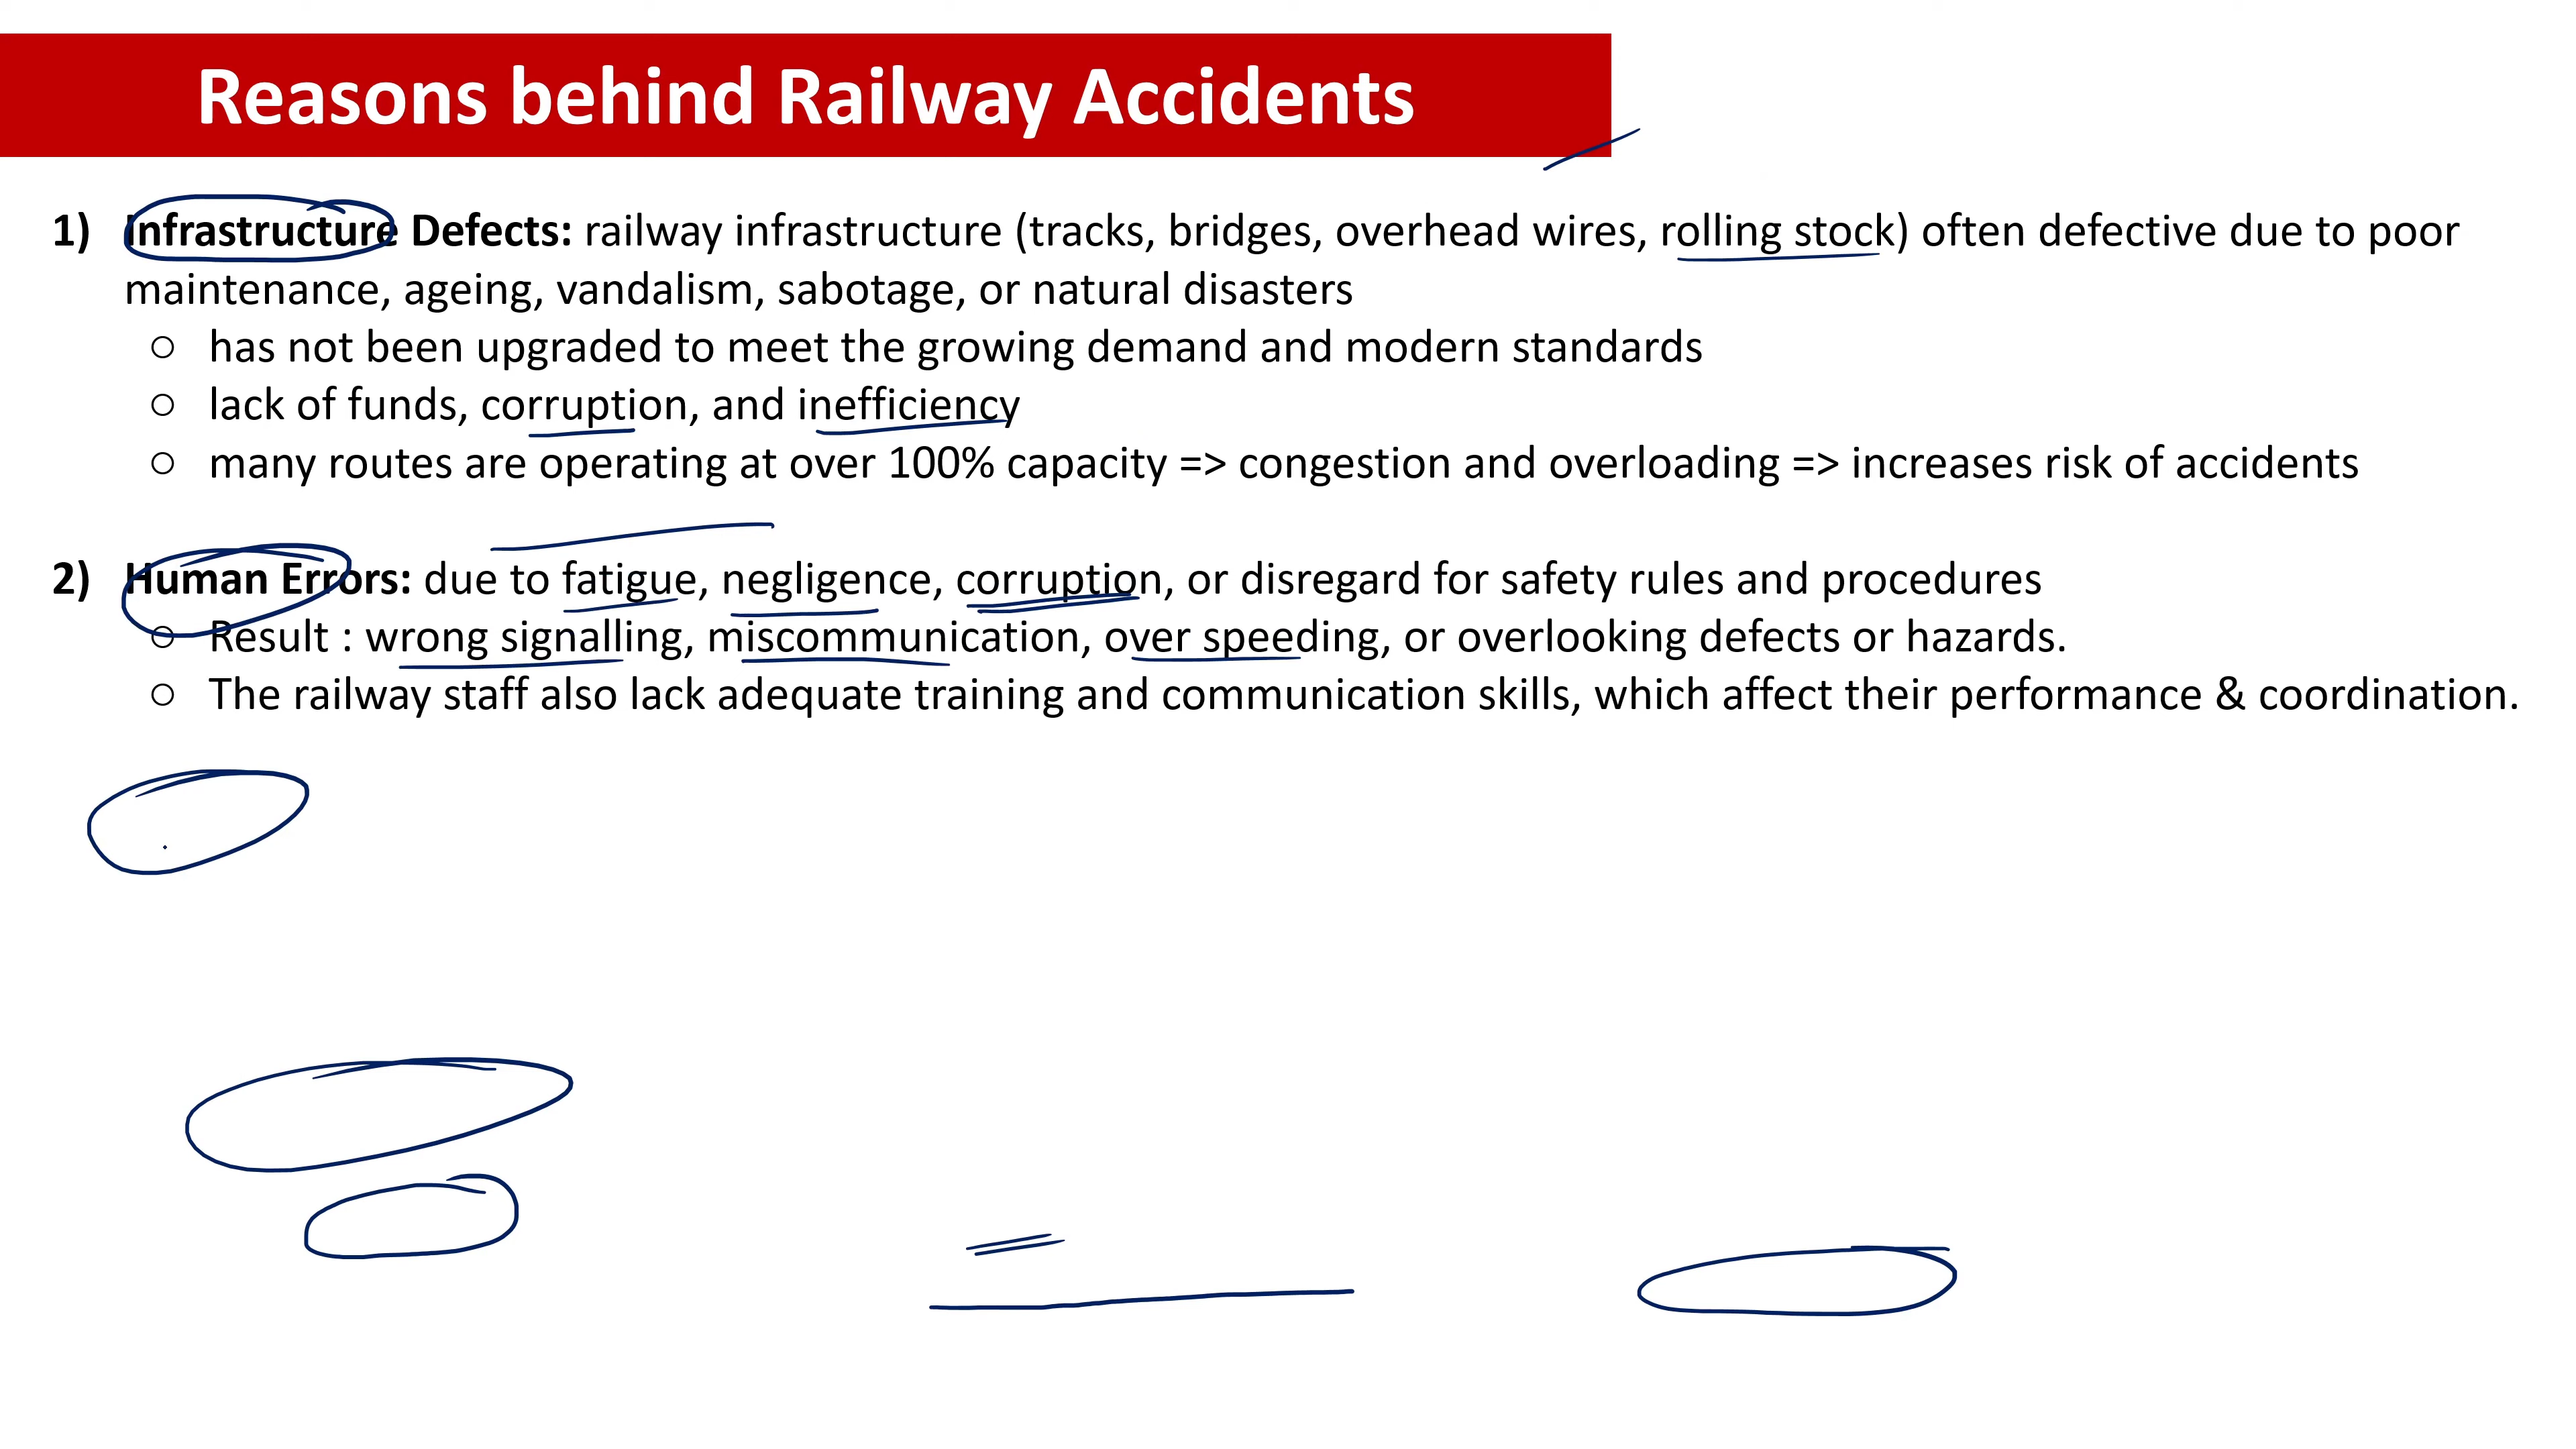 Reasons behind Railway Accidents
1) Infrastructure Defects: railway infrastructure (tracks, bridges, overhead wires, rolling stock) often defective due to poor
maintenance, ageing, vandalism, sabotage, or natural disasters
○ has not been upgraded to meet the growing demand and modern standards
○ lack of funds, corruption, and inefficiency
○ many routes are operating at over 100% capacity => congestion and overloading => increases risk of accidents
2) Human Errors: due to fatigue, negligence, corruption, or disregard for safety rules and procedures
○ Result : wrong signalling, miscommunication, over speeding, or overlooking defects or hazards.
○ The railway staff also lack adequate training and communication skills, which affect their performance & coordination.